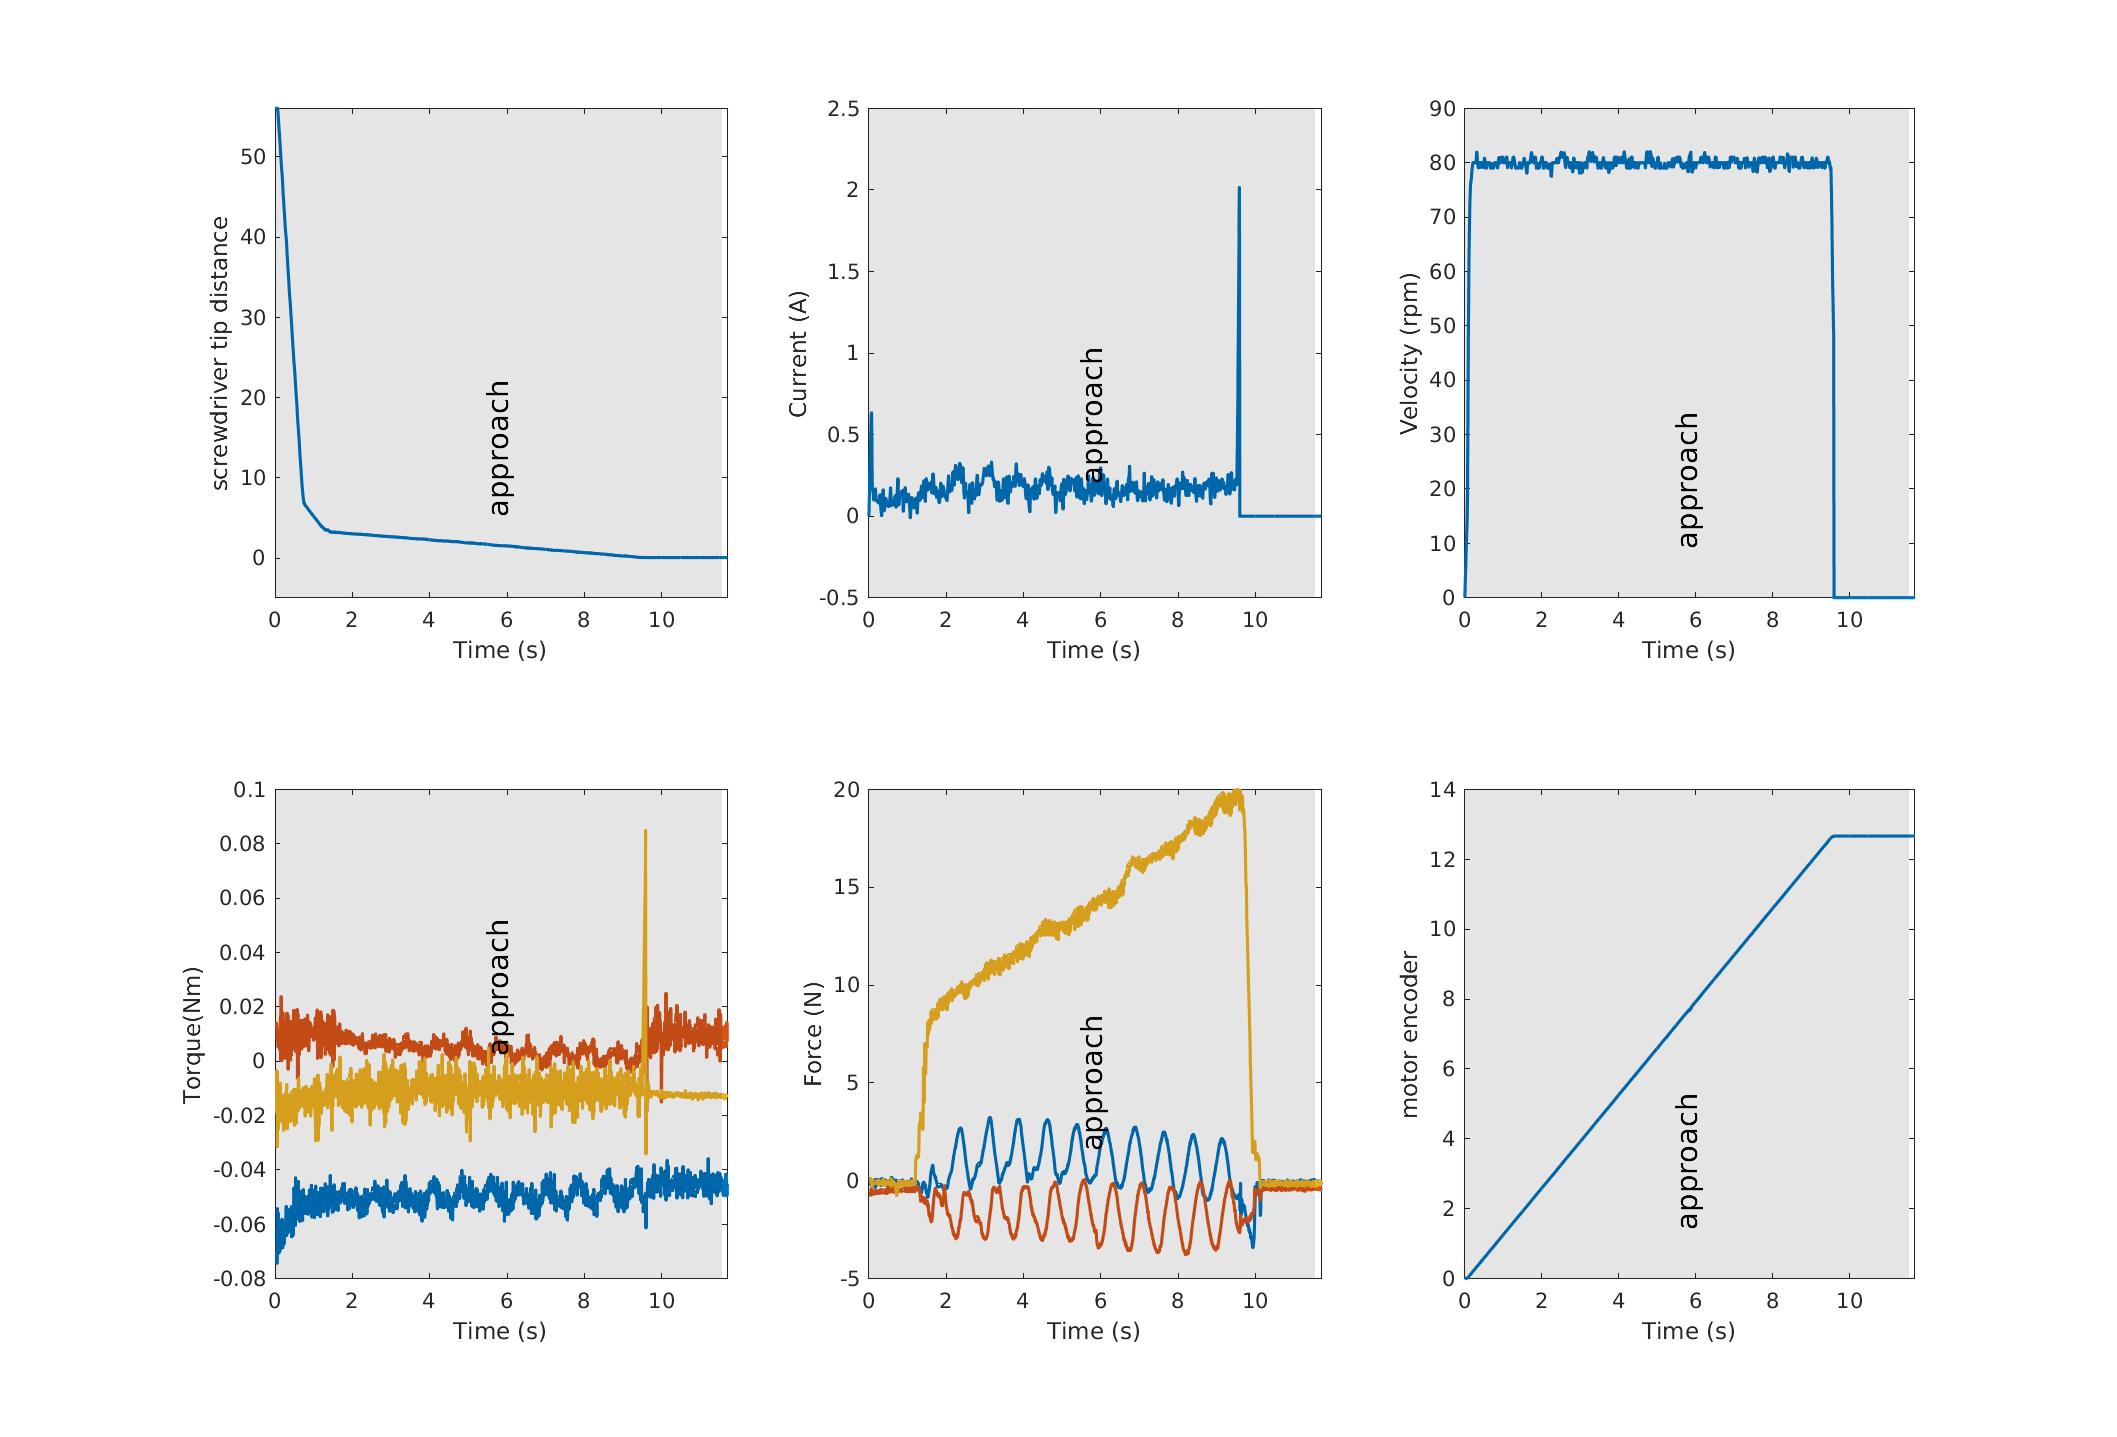 screwdriver tip distance
50
40
30
20
10
0
approach
0 2 4 6 8 10
Time (s)
Current (A)
2.5
2
1.5
1
0.5
0
-0.5
approach
0 2 4 6 8 10
Time (s)
Velocity (rpm)
90
80
70
60
50
40
30
20
10
0
approach
0 2 4 6 8 10
Time (s)
Torque(Nm)
0.1
0.08
0.06
0.04
0.02
0
-0.02
-0.04
-0.06
-0.08
approach
0 2 4 6 8 10
Time (s)
Force (N)
20
15
10
5
0
-5
approach
0 2 4 6 8 10
Time (s)
motor encoder
14
12
10
8
6
4
2
0
approach
0 2 4 6 8 10
Time (s)